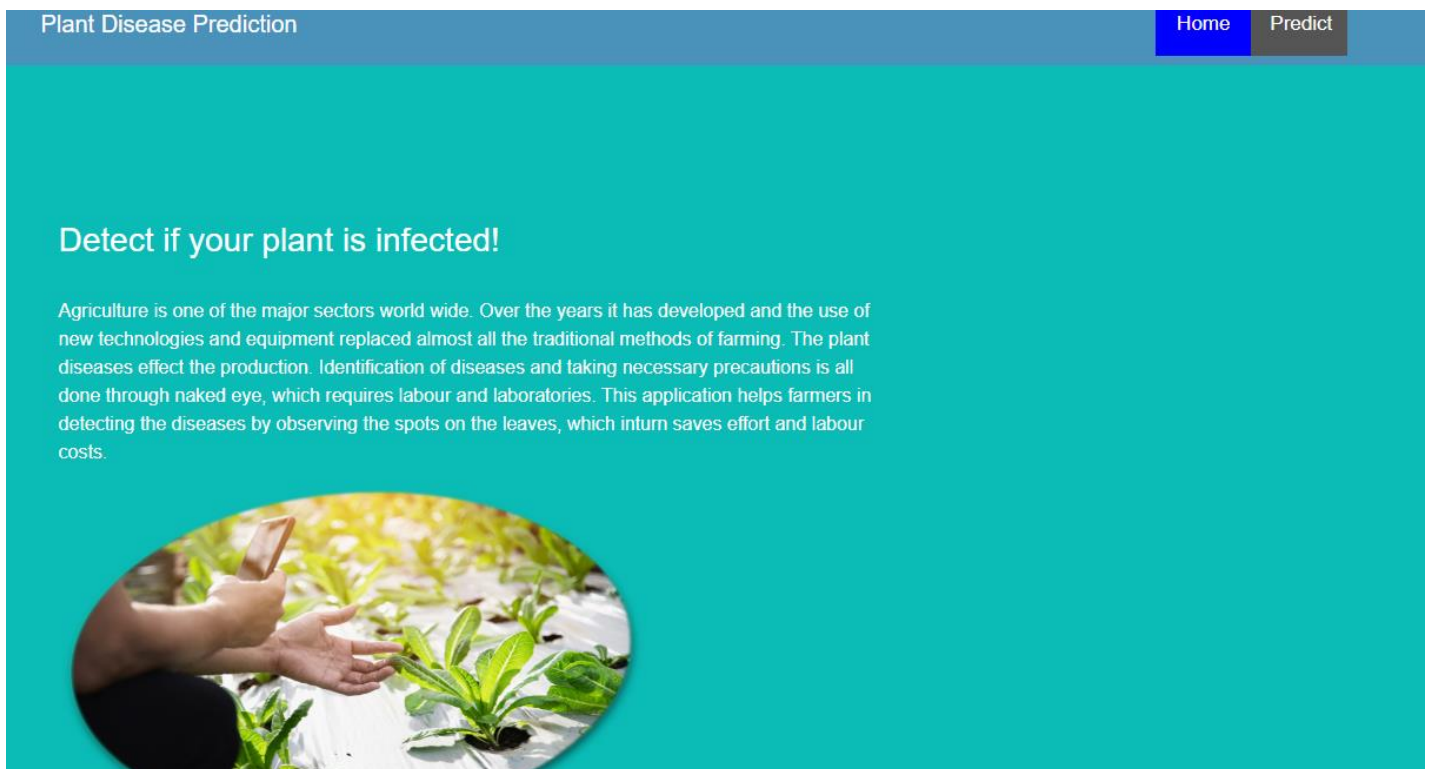 Plant Disease Prediction
Home
Predict
Detect if your plant is infected!
Agriculture is one of the major sectors world wide. Over the years it has developed and the use of
new technologies and equipment replaced almost all the traditional methods of farming. The plant
diseases effect the production. Identification of diseases and taking necessary precautions is all
done through naked eye, which requires labour and laboratories. This application helps farmers in
detecting the diseases by observing the spots on the leaves, which inturn saves effort and labour
costs.